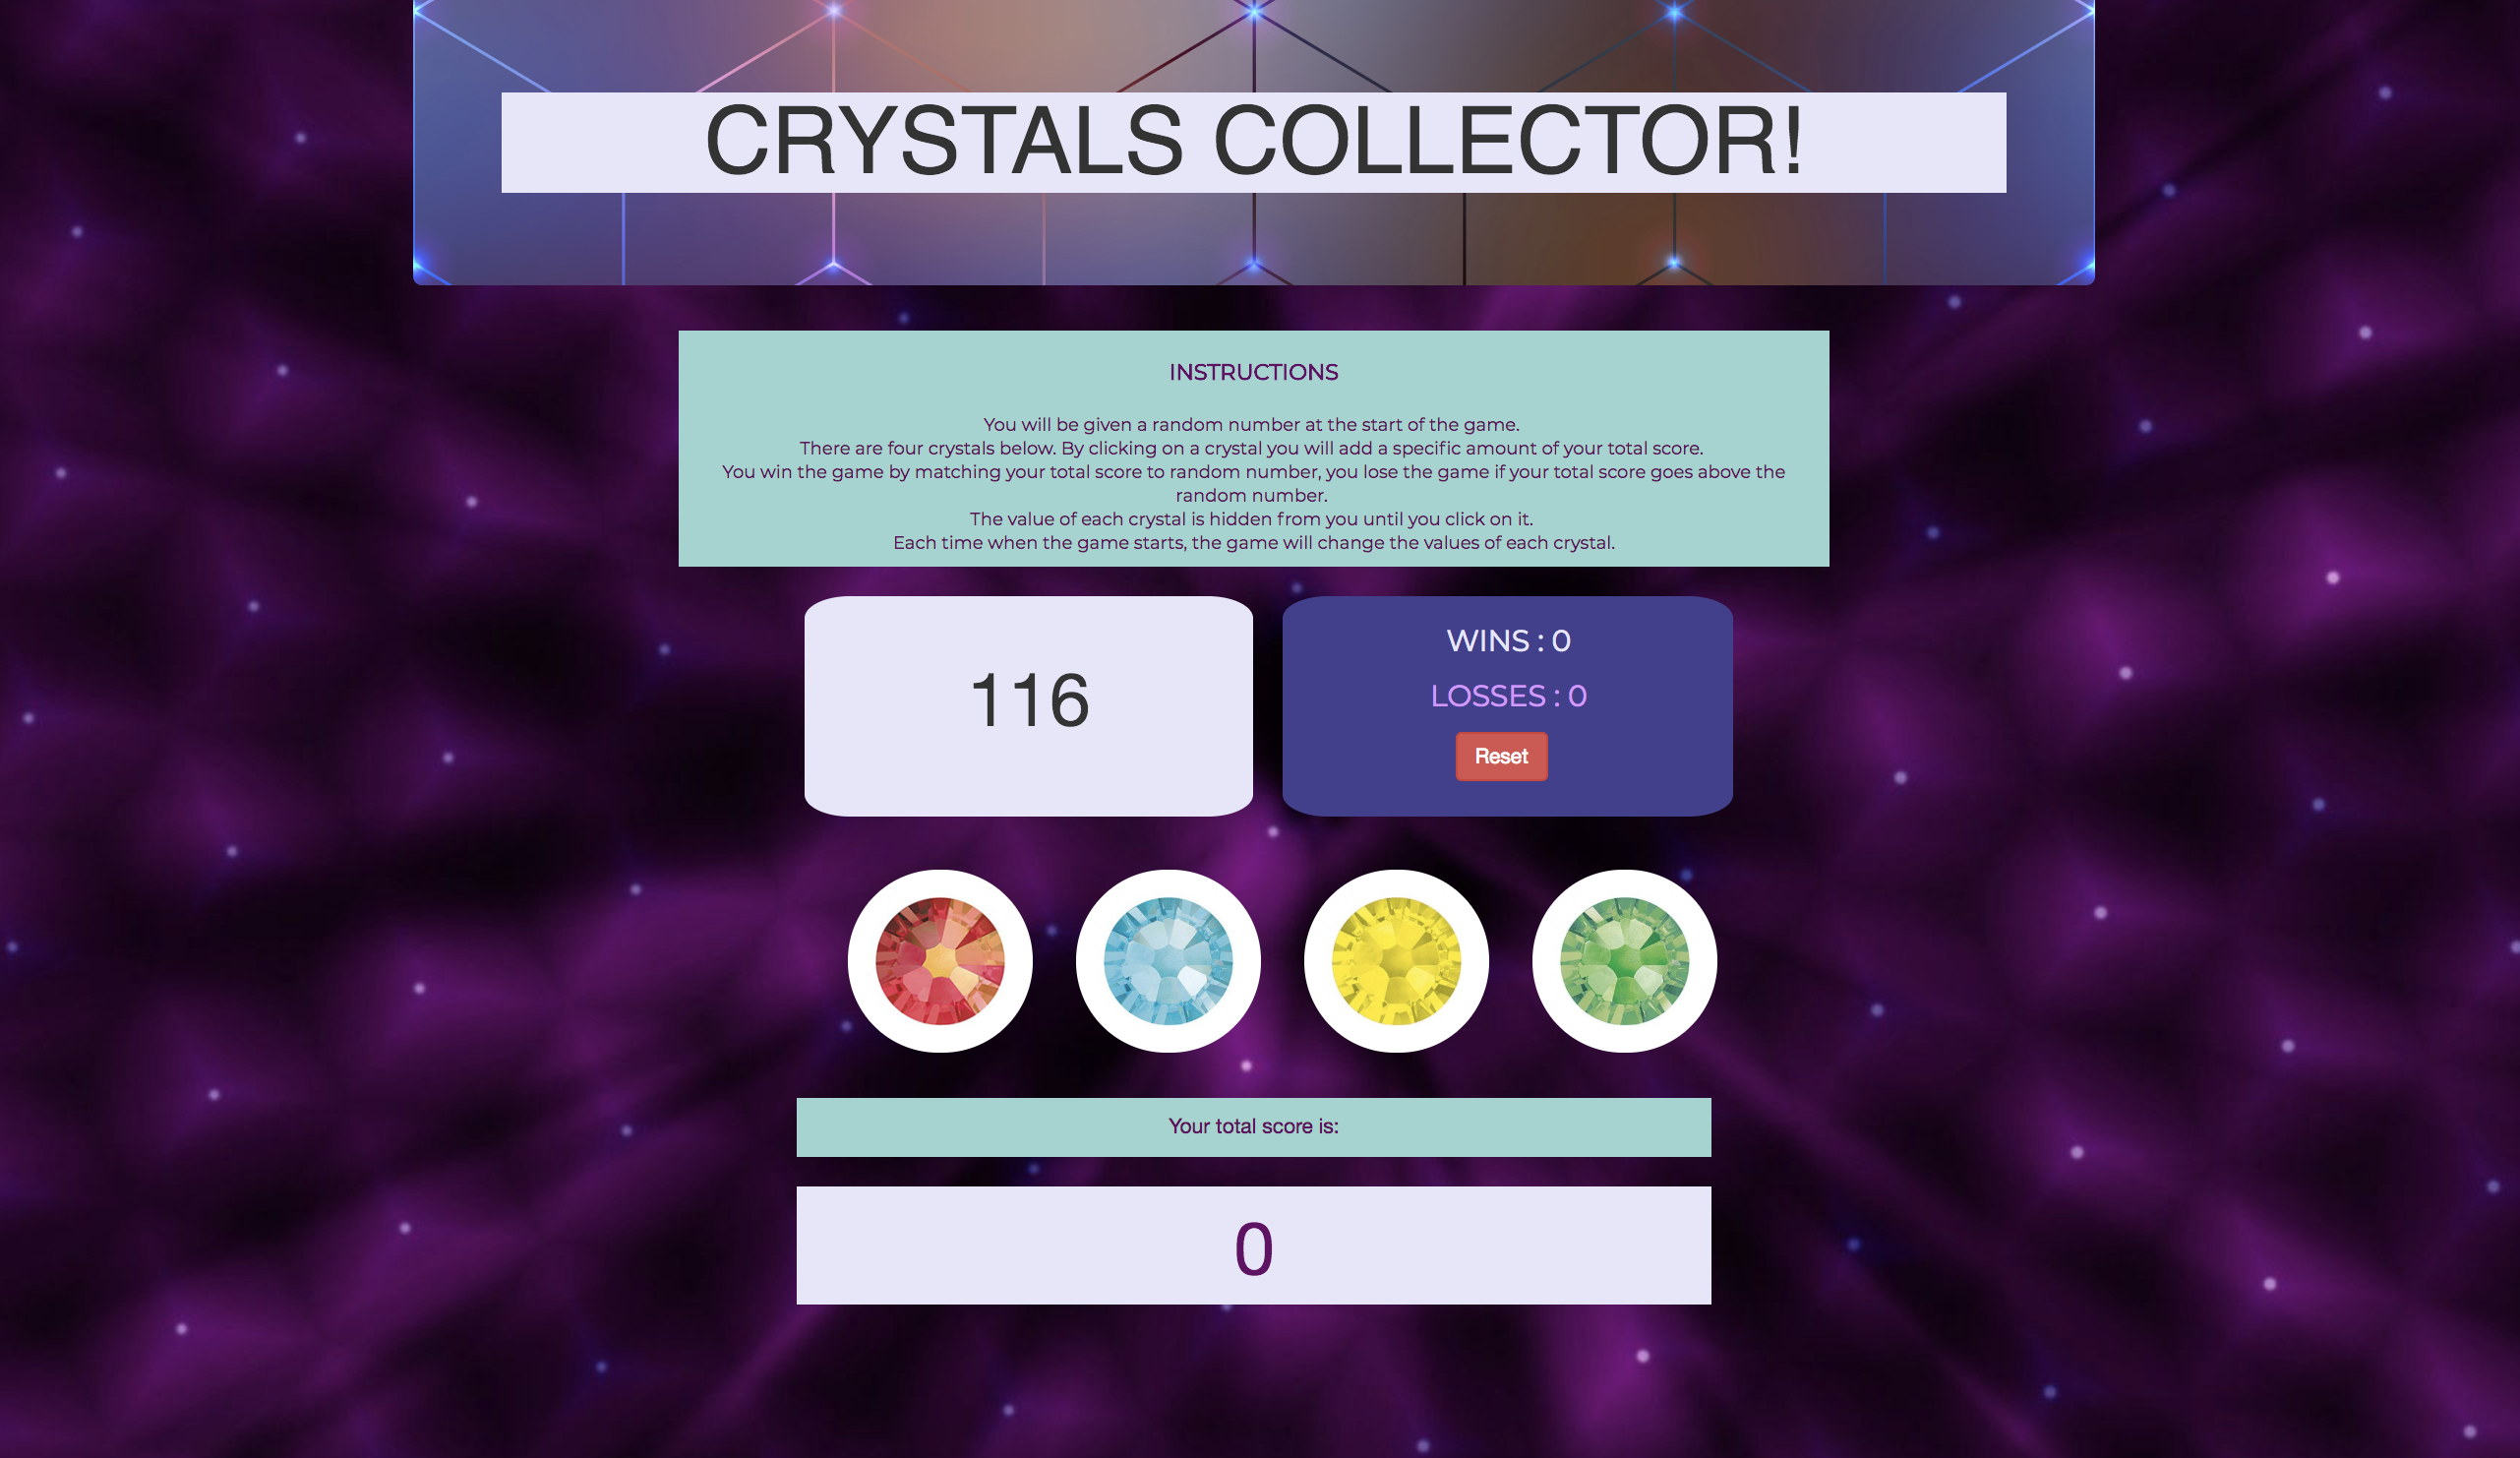 CRYSTALS COLLECTOR!
INSTRUCTIONS
You will be given a random number at the start of the game.
There are four crystals below. By clicking on a crystal you will add a specific amount of your total score.
You win the game by matching your total score to random number, you lose the game if your total score goes above the
random number.
The value of each crystal is hidden from you until you click on it.
Each time when the game starts, the game will change the values of each crystal.
116
WINS : 0
LOSSES : 0
Reset
Your total score is:
0